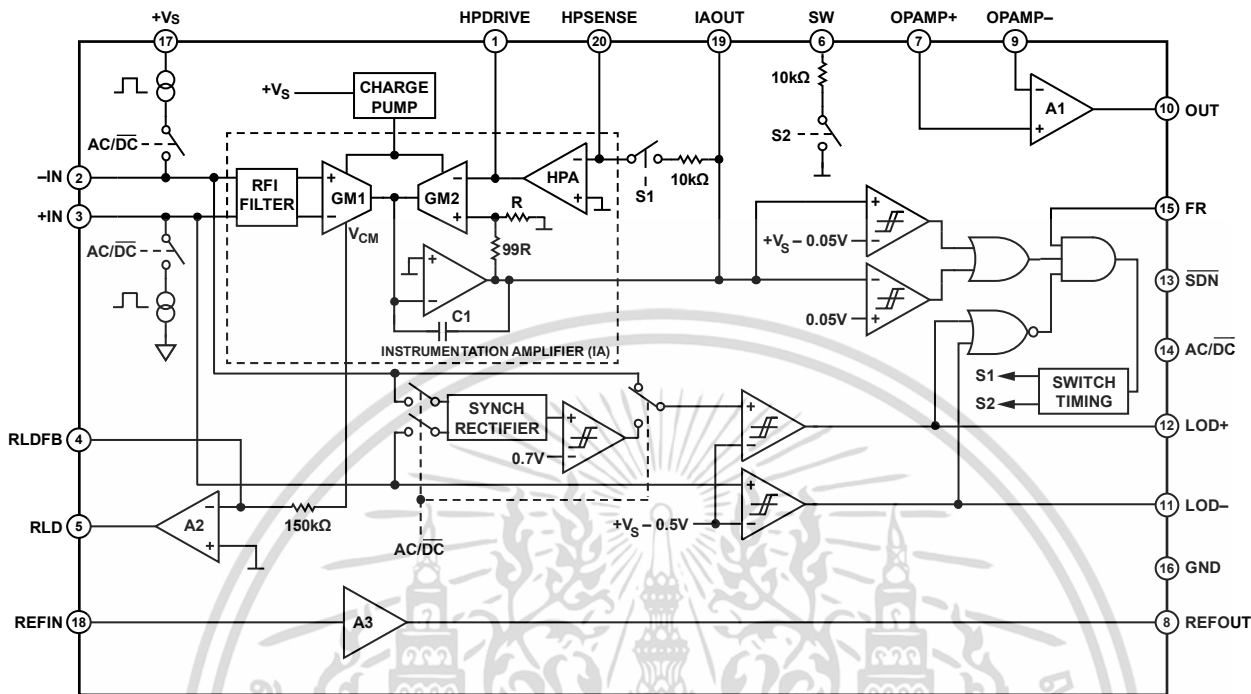 +VS
HPDRIVE
HPSENSE
IAOUT
SW
OPAMP+
OPAMP–
17
1
20
19
6
7
9
10kΩ
+VS
CHARGE
PUMP
A1
10
OUT
AC/DC
S2
–IN
2
RFI
FILTER
GM1
GM2
HPA
S1
10kΩ
+IN
3
R
15
FR
VCM
AC/DC
99R
+VS – 0.05V
13
SDN
C1
0.05V
INSTRUMENTATION AMPLIFIER (IA)
14
AC/DC
S1
S2
SWITCH
TIMING
SYNCH
RECTIFIER
RLDFB
4
12
LOD+
0.7V
RLD
5
A2
150kΩ
+VS – 0.5V
11
LOD–
AC/DC
16
GND
REFIN
18
A3
8
REFOUT